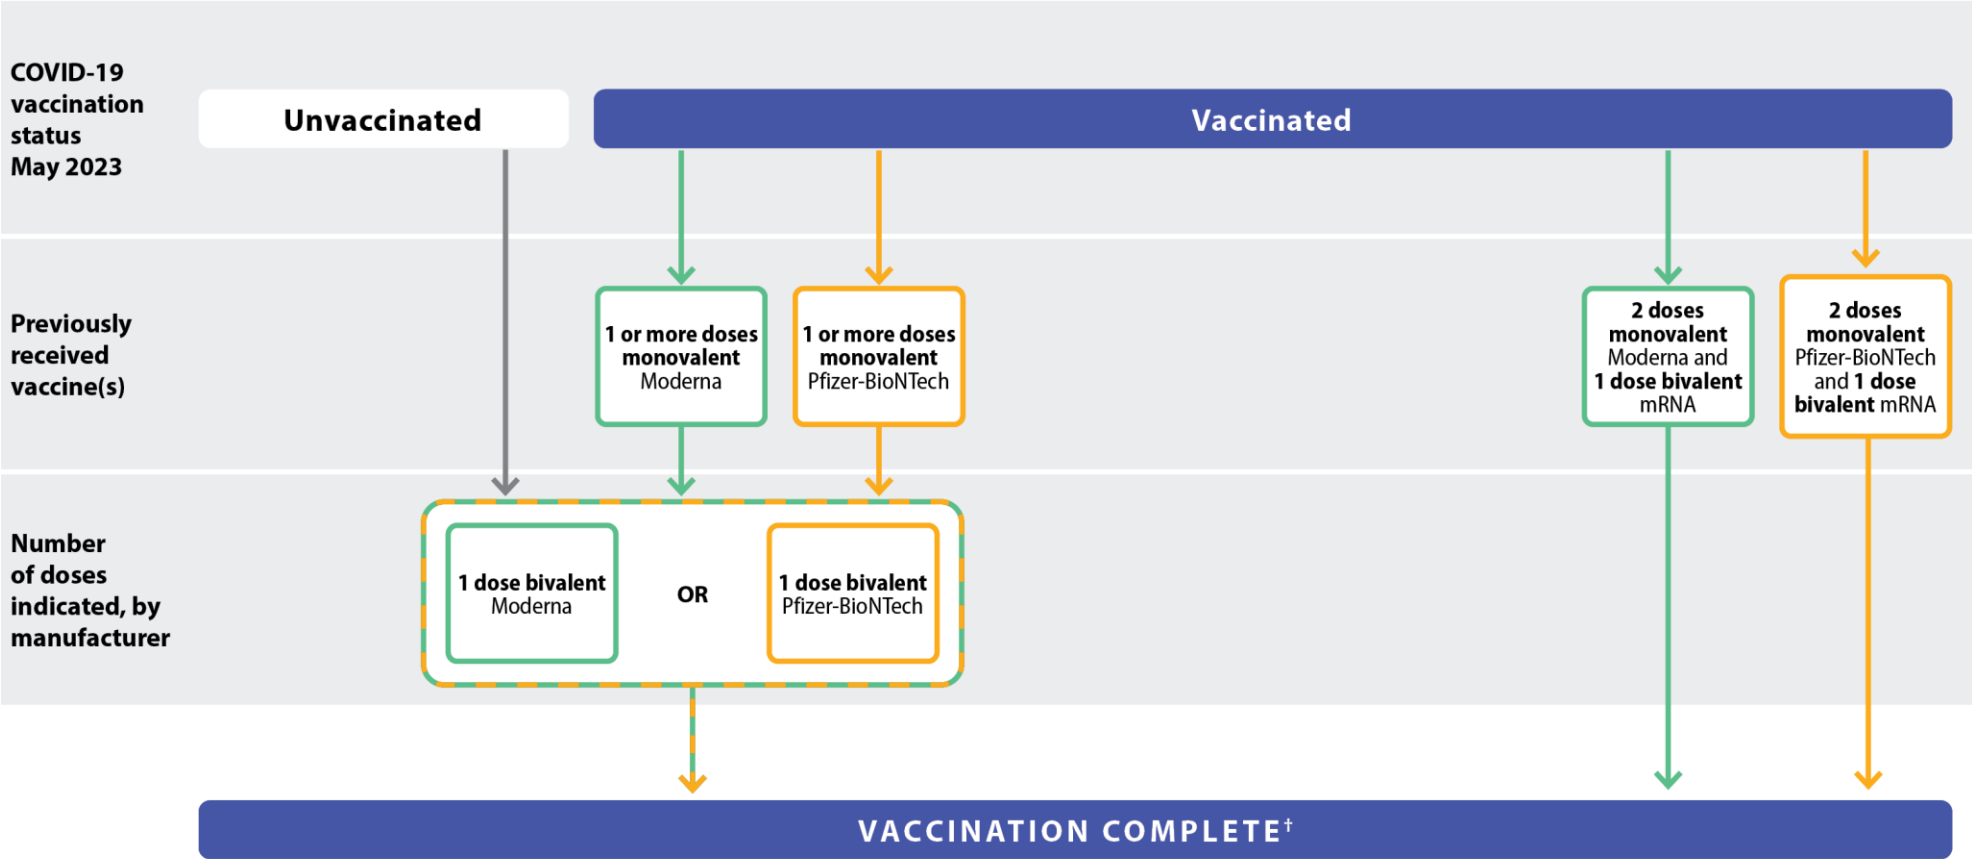 COVID-19
vaccination
status
May 2023
Unvaccinated
Vaccinated
Previously
received
vaccine(s)
1 or more doses
monovalent
Moderna
1 or more doses
monovalent
Pfizer-BioNTech
2 doses
monovalent
Moderna and
1 dose bivalent
mRNA
2 doses
monovalent
Pfizer-BioNTech
and 1 dose
bivalent mRNA
Number
of doses
indicated, by
manufacturer
1 dose bivalent
Moderna
OR
1 dose bivalent
Pfizer-BioNTech
VACCINATION COMPLETE†